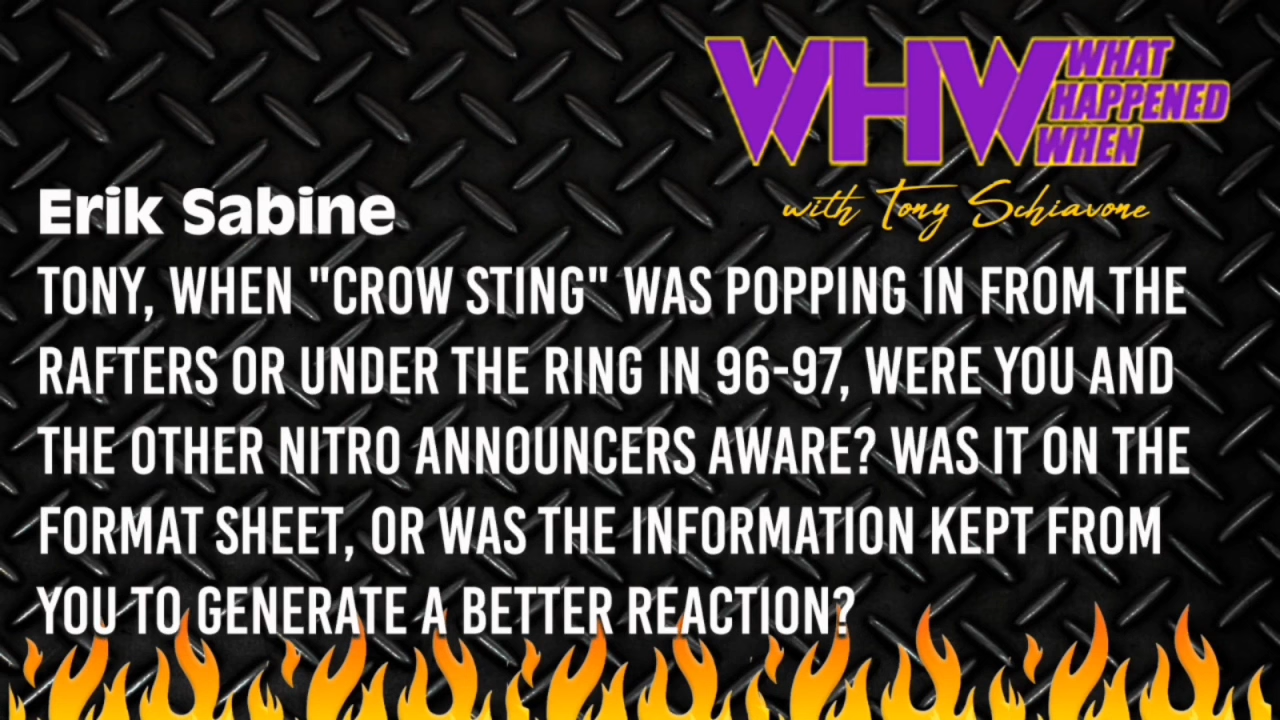 WHW WHAT
HAPPENED
WHEN
with Tony Schiavone
Erik Sabine
TONY, WHEN "CROW STING" WAS POPPING IN FROM THE
RAFTERS OR UNDER THE RING IN 96-97, WERE YOU AND
THE OTHER NITRO ANNOUNCERS AWARE? WAS IT ON THE
FORMAT SHEET, OR WAS THE INFORMATION KEPT FROM
YOU TO GENERATE A BETTER REACTION?